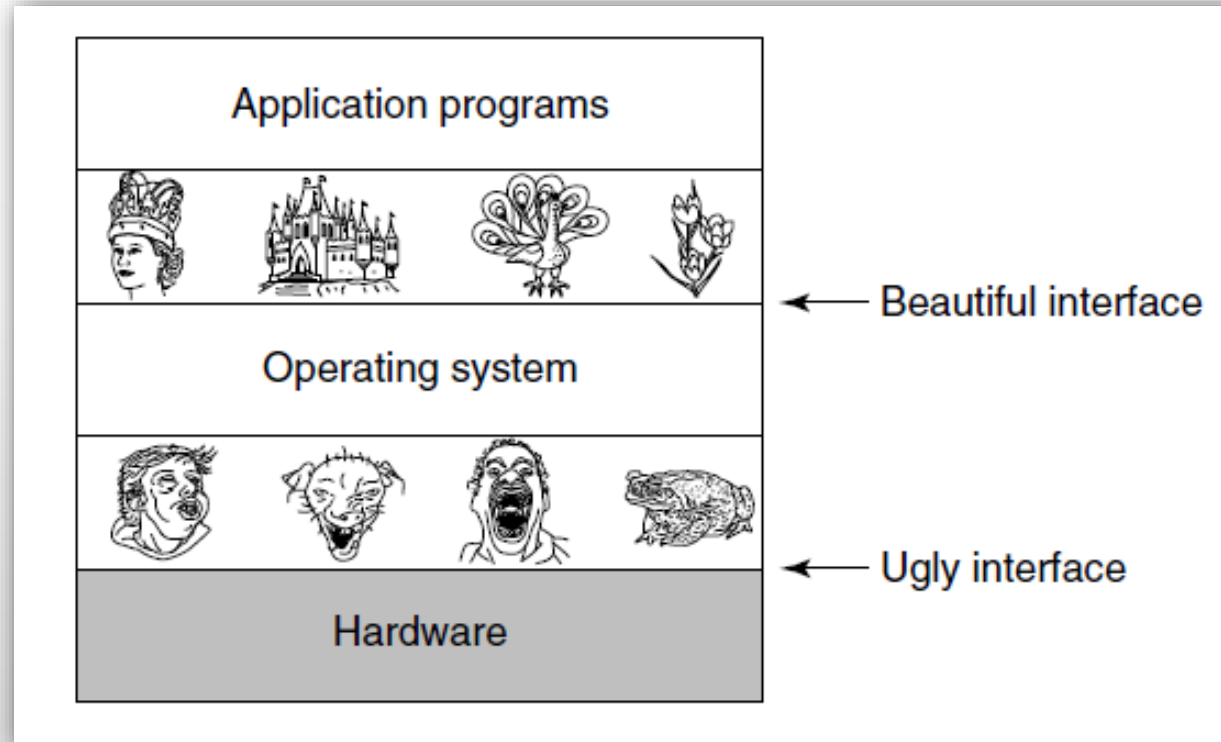 Application programs
Beautiful interface
Operating system
Ugly interface
Hardware